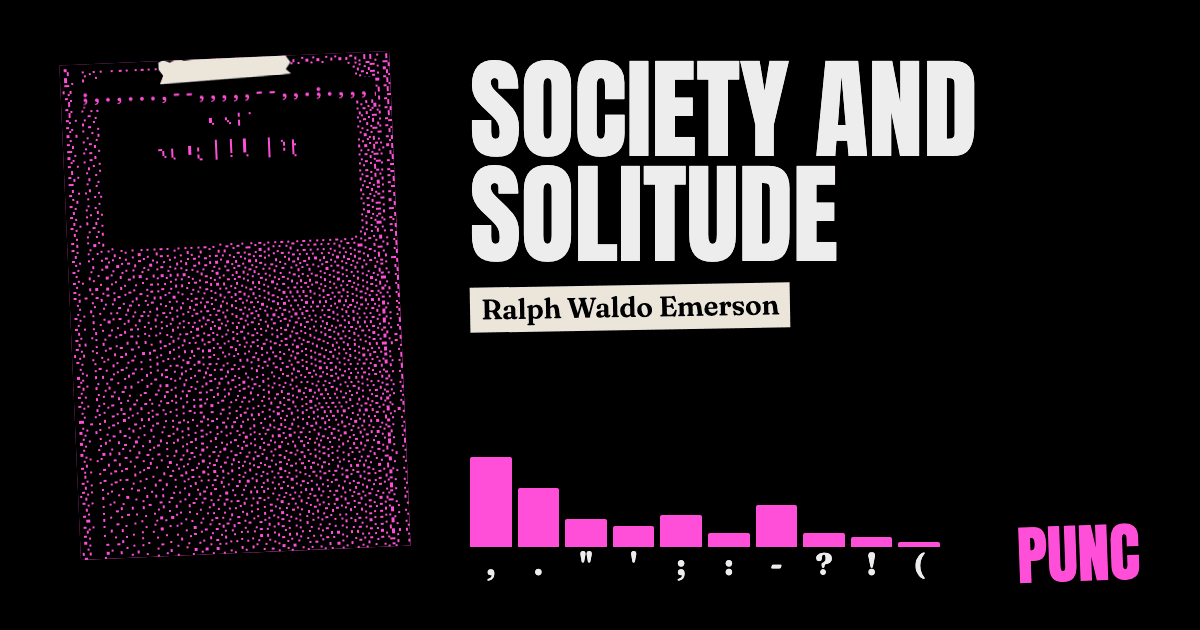 SOCIETY AND
SOLITUDE
Ralph Waldo Emerson
, . " ' ; : - ? ! (
PUNC